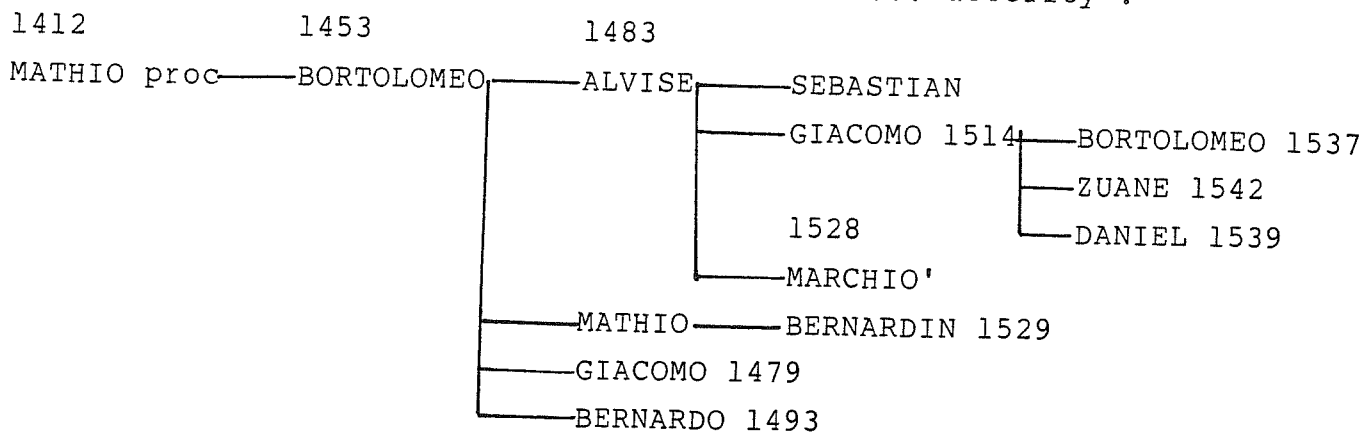 1412 1453 1483
MATHIO proc BORTOLOMEO ALVISE SEBASTIAN
GIACOMO 1514 BORTOLOMEO 1537
ZUANE 1542
1528 DANIEL 1539
MARCHIO'
MATHIO BERNARDIN 1529
GIACOMO 1479
BERNARDO 1493